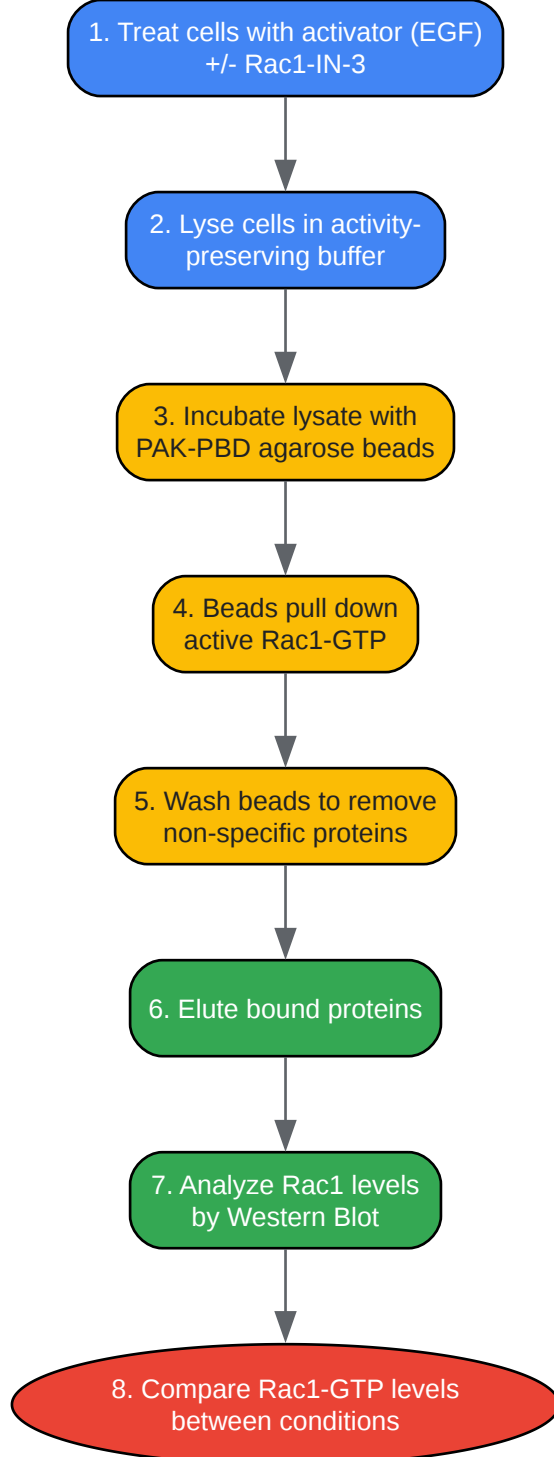 1. Treat cells with activator (EGF)
+/- Rac1-IN-3
2. Lyse cells in activity-
preserving buffer
3. Incubate lysate with
PAK-PBD agarose beads
4. Beads pull down
active Rac1-GTP
5. Wash beads to remove
non-specific proteins
6. Elute bound proteins
7. Analyze Rac1 levels
by Western Blot
8. Compare Rac1-GTP levels
between conditions